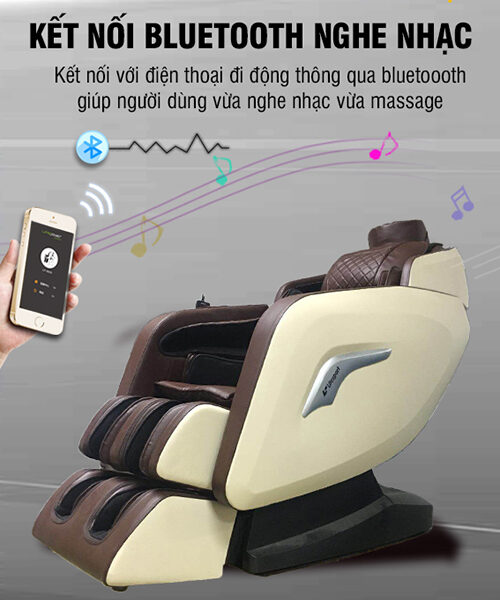 KẾT NỐI BLUETOOTH NGHE NHẠC
Kết nối với điện thoại di động thông qua bluetoooth
giúp người dùng vừa nghe nhạc vừa massage